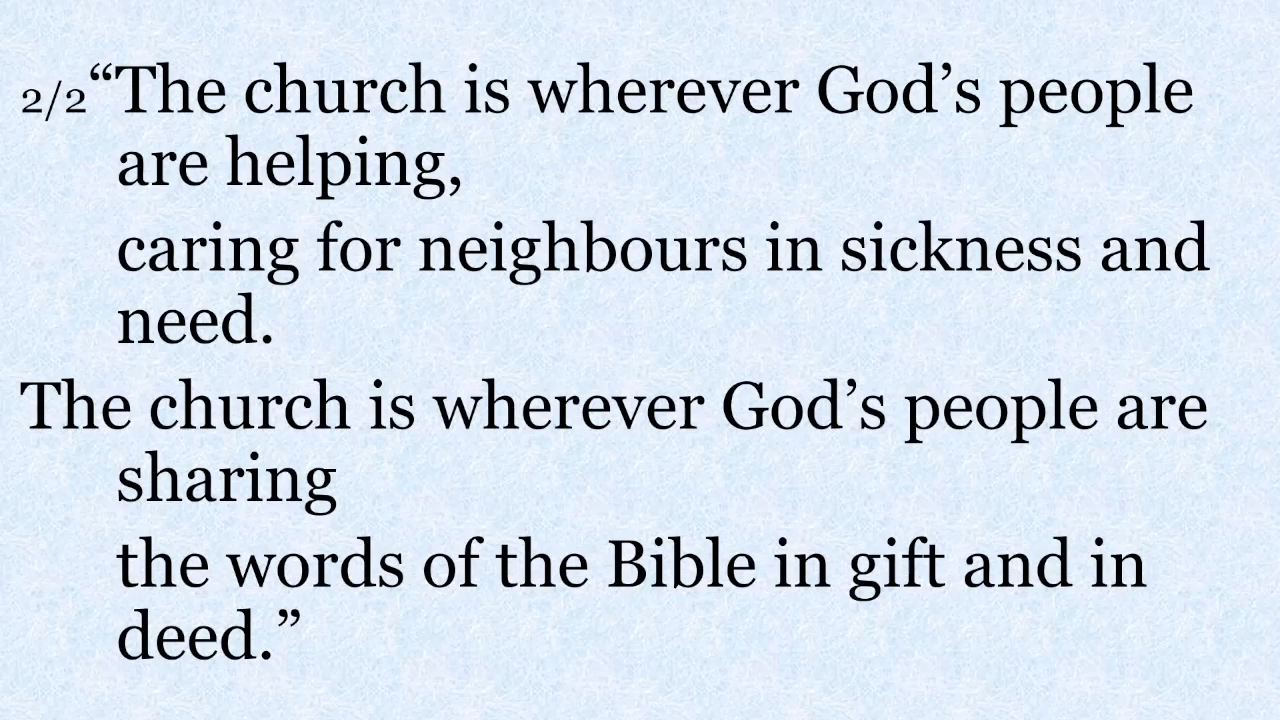 2/2“The church is wherever God’s people
are helping,
caring for neighbours in sickness and
need.
The church is wherever God’s people are
sharing
the words of the Bible in gift and in
deed.”